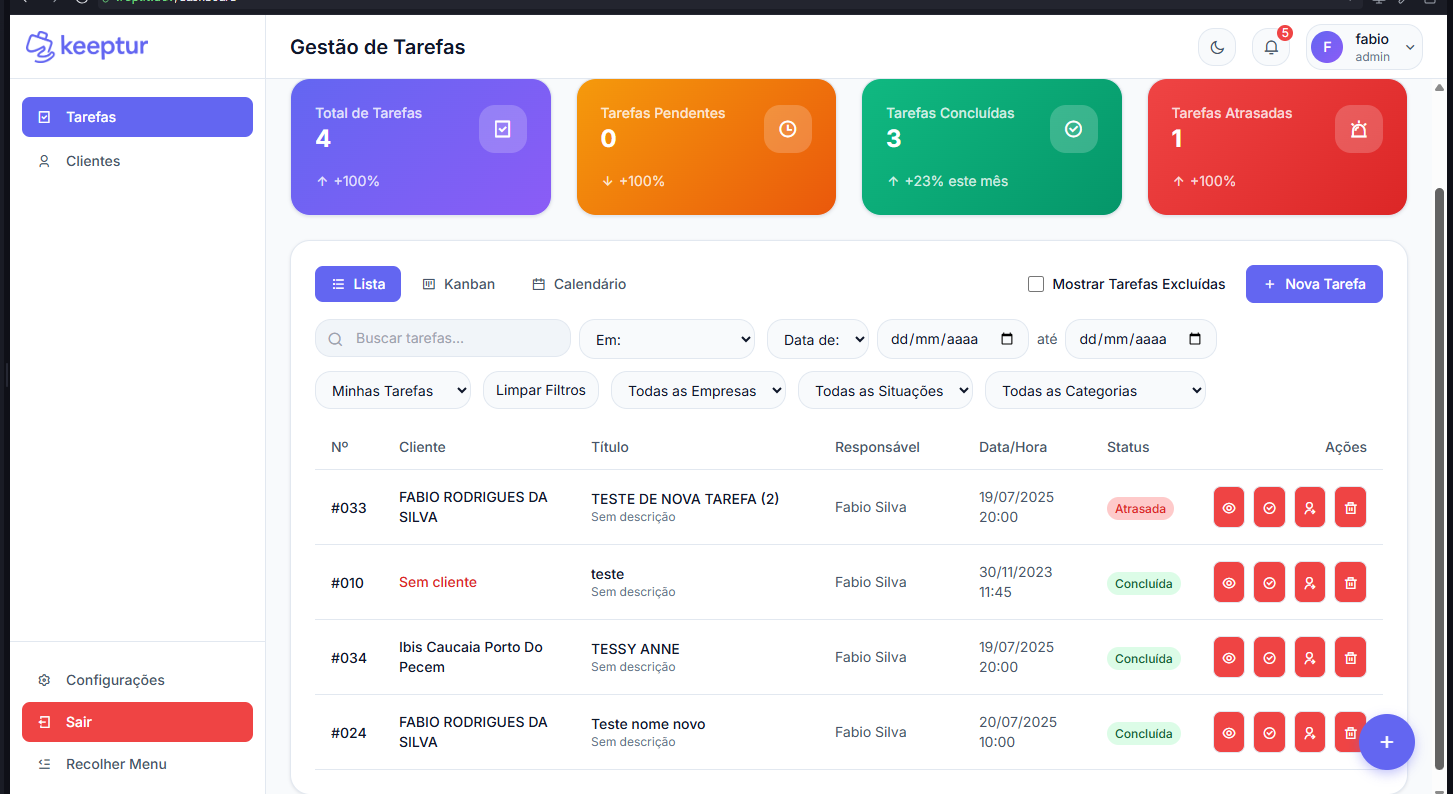 keeptur
Gestão de Tarefas
5
F
fabio
admin
Tarefas
Clientes
Total de Tarefas
4
↑ +100%
Tarefas Pendentes
0
↓ +100%
Tarefas Concluídas
3
↑ +23% este mês
Tarefas Atrasadas
1
↑ +100%
Lista
Kanban
Calendário
Mostrar Tarefas Excluídas
+ Nova Tarefa
Buscar tarefas...
Em:
Data de:
dd/mm/aaaa
até
dd/mm/aaaa
Minhas Tarefas
Limpar Filtros
Todas as Empresas
Todas as Situações
Todas as Categorias
Nº Cliente Título Responsável Data/Hora Status Ações
#033
FABIO RODRIGUES DA
SILVA
TESTE DE NOVA TAREFA (2)
Sem descrição
Fabio Silva
19/07/2025
20:00
Atrasada
#010
Sem cliente
teste
Sem descrição
Fabio Silva
30/11/2023
11:45
Concluída
#034
Ibis Caucaia Porto Do
Pecem
TESSY ANNE
Sem descrição
Fabio Silva
19/07/2025
20:00
Concluída
#024
FABIO RODRIGUES DA
SILVA
Teste nome novo
Sem descrição
Fabio Silva
20/07/2025
10:00
Concluída
+
Configurações
Sair
Recolher Menu